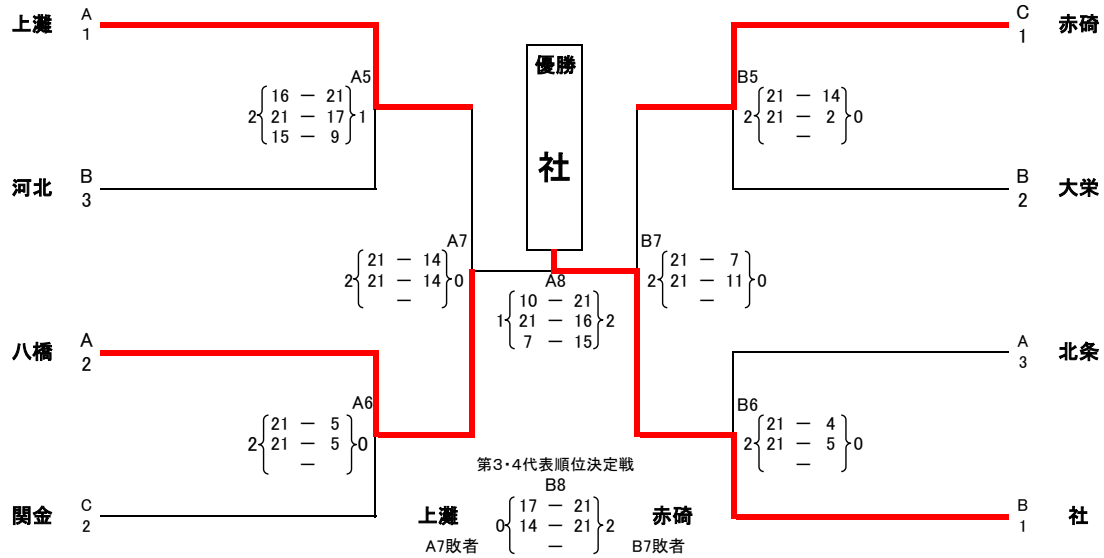 上灘 A 1
C 1 赤碕
優勝
社
A5
2 16 － 21 1
21 － 17
15 － 9
B5
2 21 － 14 0
21 － 2
－
河北 B 3
B 2 大栄
A7
2 21 － 14 0
21 － 14
－
B7
2 21 － 7 0
21 － 11
－
A8
1 10 － 21 2
21 － 16
7 － 15
八橋 A 2
A 3 北条
A6
2 21 － 5 0
21 － 5
－
B6
2 21 － 4 0
21 － 5
－
関金 C 2
B 1 社
第3・4代表順位決定戦
B8
上灘 0 17 － 21 2 赤碕
14 － 21
A7敗者 － B7敗者